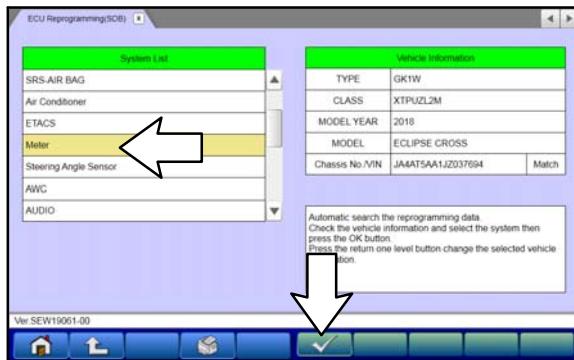 ECU Reprogramming(SDB) x
System List
SRS-AIR BAG
Air Conditioner
ETACS
Meter
Steering Angle Sensor
AWC
AUDIO
Vehicle Information
TYPE GK1W
CLASS XTPUZL2M
MODEL YEAR 2018
MODEL ECLIPSE CROSS
Chassis No./VIN JA4AT5AA1JZ037694 Match
Automatic search the reprogramming data.
Check the vehicle information and select the system then
press the OK button.
Press the return one level button change the selected vehicle
Ver.SEW19061-00